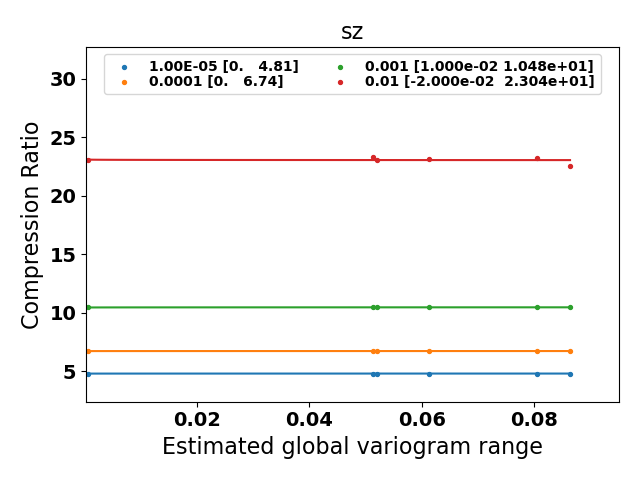 sz
1.00E-05 [0.   4.81]
0.0001 [0.   6.74]
0.001 [1.000e-02 1.048e+01]
0.01 [-2.000e-02  2.304e+01]
Compression Ratio
30
25
20
15
10
5
0.02 0.04 0.06 0.08
Estimated global variogram range